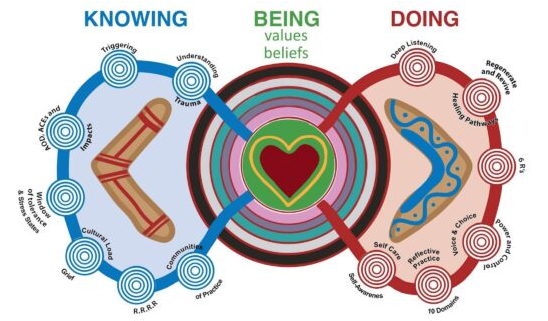 KNOWING
BEING
values
beliefs
DOING
Triggering
Understanding
Trauma
AOD, ACEs and
Impacts
Window
of tolerance
& Stress States
Cultural Load
Grief
R.R.R.R
Communities
of Practice
Deep Listening
Regenerate
and Revive
Healing Pathways
6 R's
Power and Control
Voice & Choice
10 Domains
Reflective
Practice
Self Care
Self-Awarenes